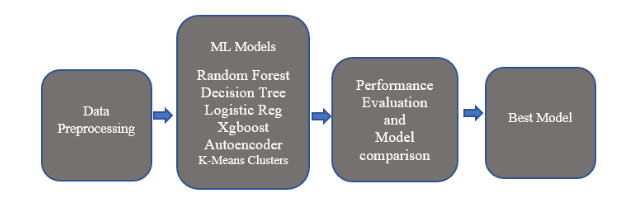 Data
Preprocessing
ML Models
Random Forest
Decision Tree
Logistic Reg
Xgboost
Autoencoder
K-Means Clusters
Performance
Evaluation
and
Model
comparison
Best Model